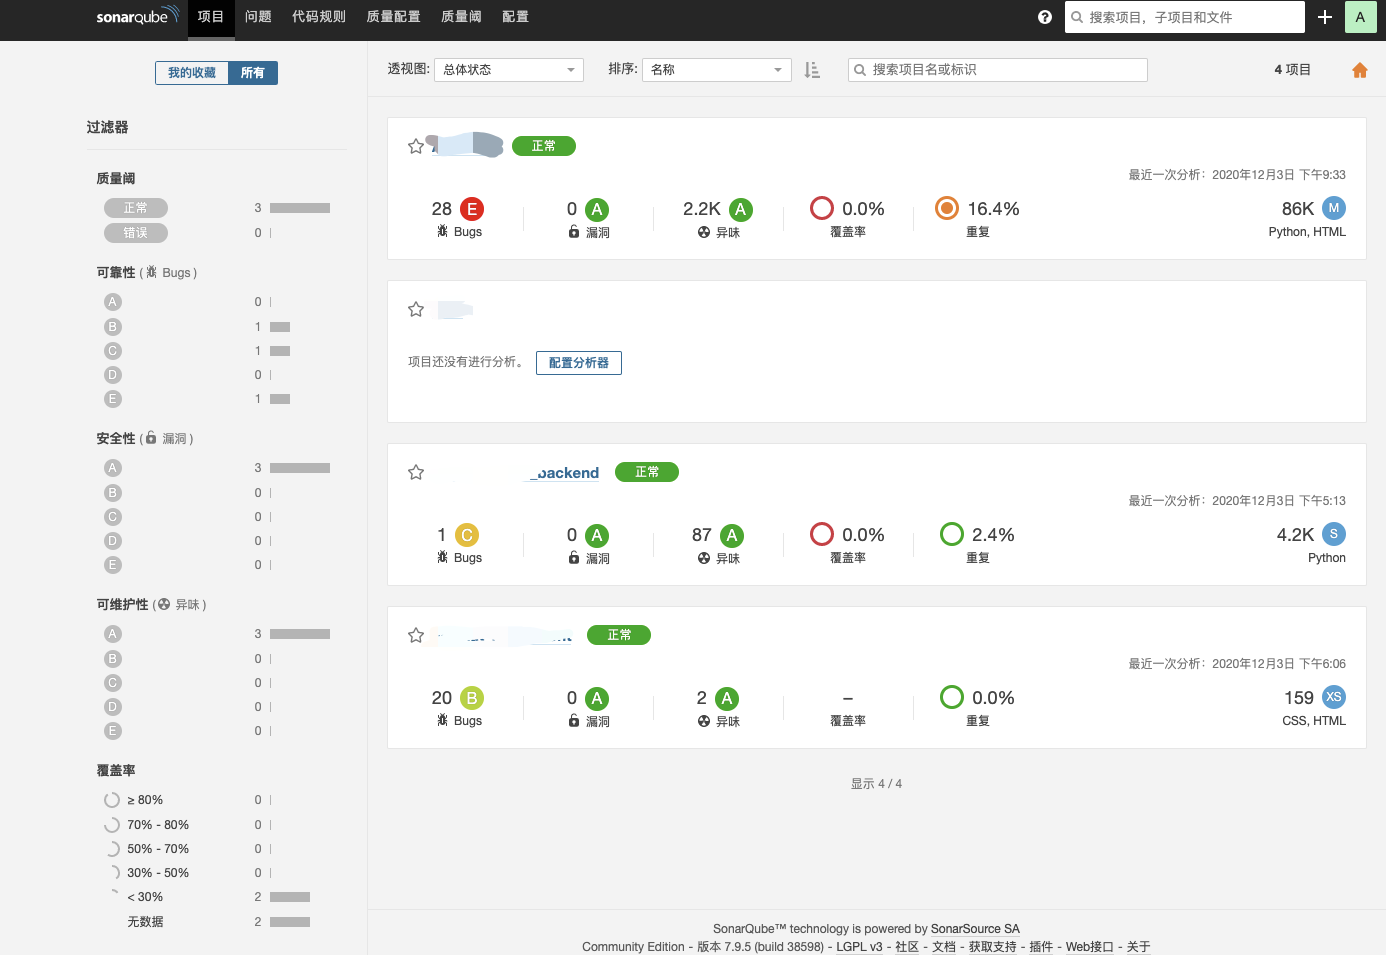 sonarqube 项目 问题 代码规则 质量配置 质量阈 配置 ? 搜索项目，子项目和文件 + A
我的收藏 所有
透视图: 总体状态 排序: 名称 搜索项目名或标识 4 项目
过滤器
质量阈
正常 3
错误 0
可靠性 ( Bugs )
A 0
B 1
C 1
D 0
E 1
安全性 ( 漏洞 )
A 3
B 0
C 0
D 0
E 0
可维护性 ( 异味 )
A 3
B 0
C 0
D 0
E 0
覆盖率
≥ 80% 0
70% - 80% 0
50% - 70% 0
30% - 50% 0
< 30% 2
无数据 2
正常
最近一次分析: 2020年12月3日 下午9:33
28 E 0 A 2.2K A 0.0% 16.4% 86K M
Bugs 漏洞 异味 覆盖率 重复 Python, HTML
项目还没有进行分析。 配置分析器
_backend 正常
最近一次分析: 2020年12月3日 下午5:13
1 C 0 A 87 A 0.0% 2.4% 4.2K S
Bugs 漏洞 异味 覆盖率 重复 Python
正常
最近一次分析: 2020年12月3日 下午6:06
20 B 0 A 2 A – 0.0% 159 XS
Bugs 漏洞 异味 覆盖率 重复 CSS, HTML
显示 4 / 4
SonarQube™ technology is powered by SonarSource SA
Community Edition - 版本 7.9.5 (build 38598) - LGPL v3 - 社区 - 文档 - 获取支持 - 插件 - Web接口 - 关于